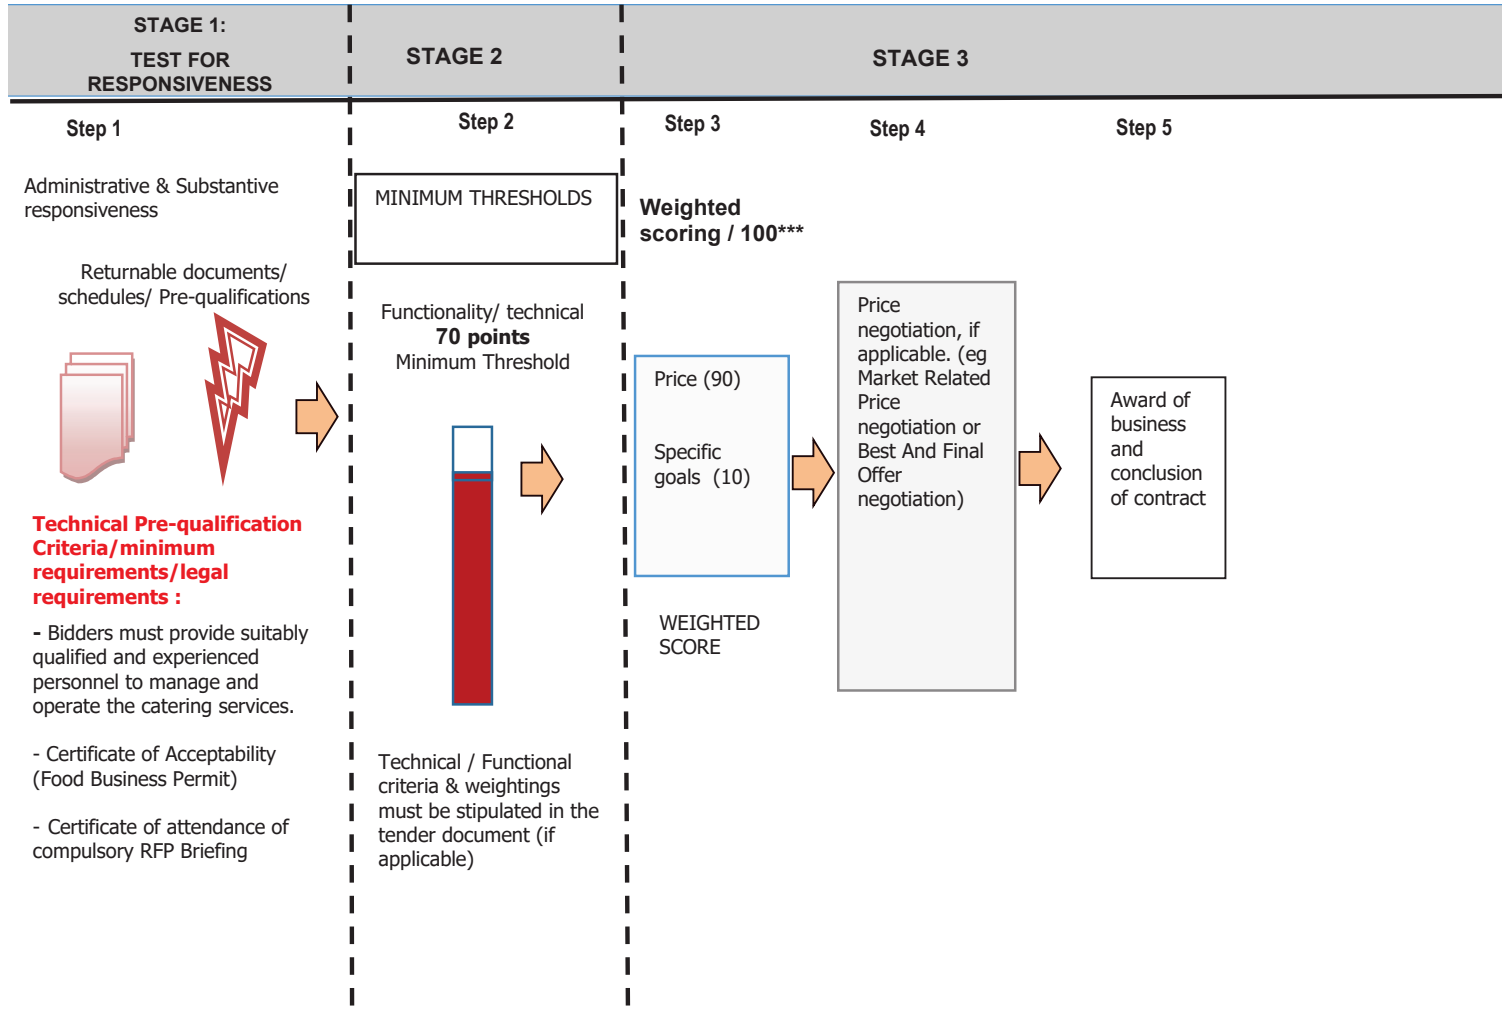 STAGE 1:
TEST FOR
RESPONSIVENESS
STAGE 2
STAGE 3
Step 1
Step 2
Step 3
Step 4
Step 5
Administrative & Substantive
responsiveness
Returnable documents/
schedules/ Pre-qualifications
Technical Pre-qualification
Criteria/minimum
requirements/legal
requirements :
- Bidders must provide suitably
qualified and experienced
personnel to manage and
operate the catering services.
- Certificate of Acceptability
(Food Business Permit)
- Certificate of attendance of
compulsory RFP Briefing
MINIMUM THRESHOLDS
Functionality/ technical
70 points
Minimum Threshold
Technical / Functional
criteria & weightings
must be stipulated in the
tender document (if
applicable)
Weighted
scoring / 100***
Price (90)
Specific
goals (10)
WEIGHTED
SCORE
Price
negotiation, if
applicable. (eg
Market Related
Price
negotiation or
Best And Final
Offer
negotiation)
Award of
business
and
conclusion
of contract